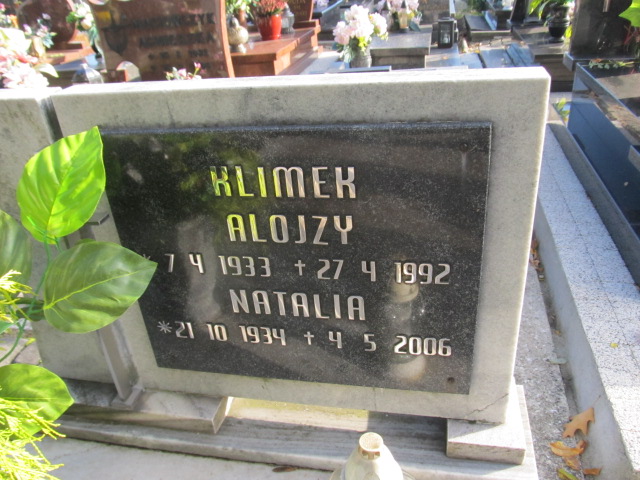 KLIMEK
ALOJZY
* 7 4 1933 + 27 4 1992
NATALIA
* 21 10 1934 + 4 5 2006